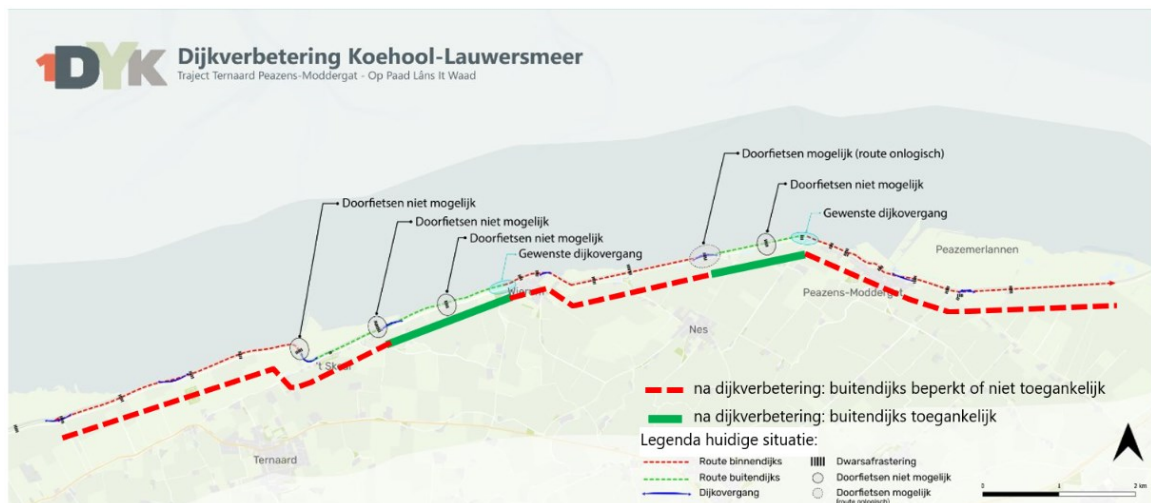 1DYK
Dijkverbetering Koehool-Lauwersmeer
Traject Ternaard Peazens-Moddergat - Op Paad Lâns It Waad
Doorfietsen mogelijk (route onlogisch)
Doorfietsen niet mogelijk
Doorfietsen niet mogelijk
Doorfietsen niet mogelijk
Doorfietsen niet mogelijk
Gewenste dijkovergang
Gewenste dijkovergang
Peazemerlannen
Peazens-Moddergat
Nes
Ternaard
na dijkverbetering: buitendijks beperkt of niet toegankelijk
na dijkverbetering: buitendijks toegankelijk
Legenda huidige situatie:
Route binnendijks
Route buitendijks
Dijkovergang
Dwarsafrastering
Doorfietsen niet mogelijk
Doorfietsen mogelijk
(route onlogisch)
0 1 2 km